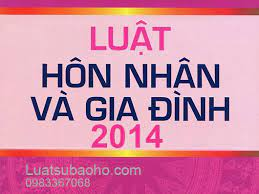 LUẬT
HÔN NHÂN
VÀ GIA ĐÌNH
2014
Luatsubaoho.com
0983367068